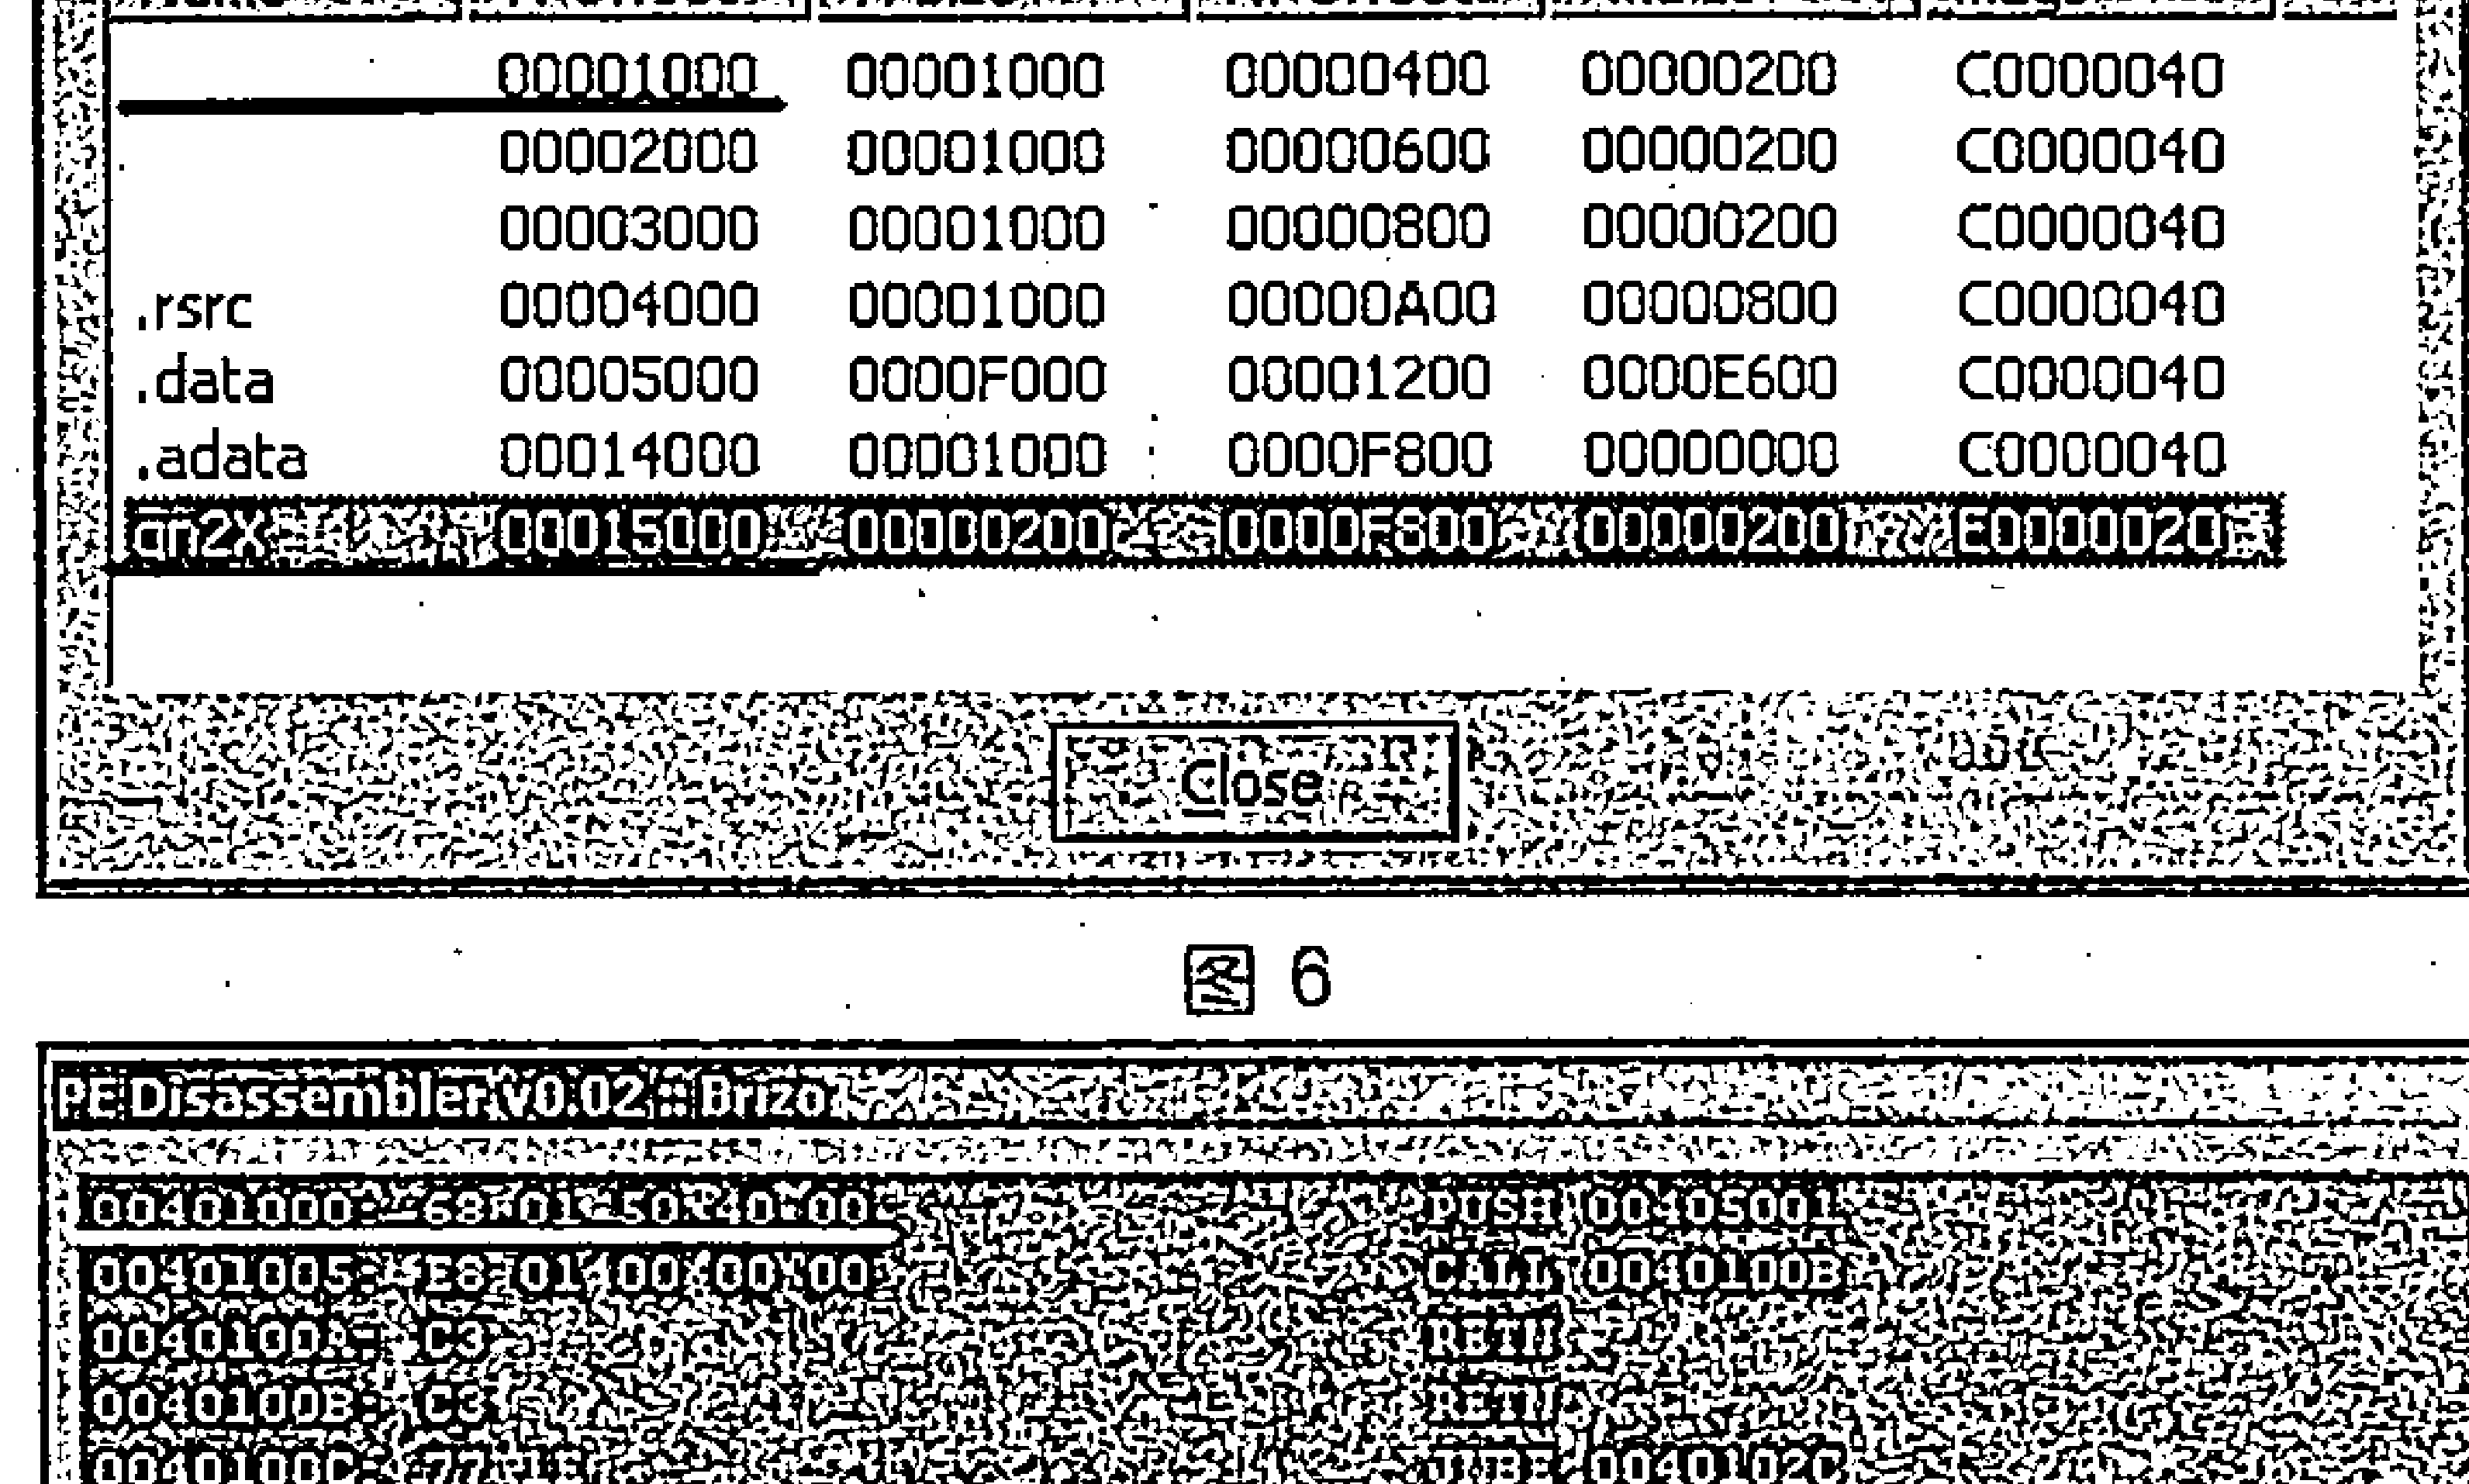 00001000 00001000 00000400 00000200 C0000040
00002000 00001000 00000600 00000200 C0000040
00003000 00001000 00000800 00000200 C0000040
.rsrc 00004000 00001000 00000A00 00000800 C0000040
.data 00005000 0000F000 00001200 0000E600 C0000040
.adata 00014000 00001000 0000F800 00000000 C0000040
gn2X 00015000 00000200 0000F800 00000200 E0000020
Close
图 6
PE Disassembler v0.02 :: Brizo
00401000: 68 01 50 40 00 PUSH 00405001
00401005: E8 01 00 00 00 CALL 0040100B
0040100A: C3 RETN
0040100B: C3 RETN
0040100C: 77 1E 0040102C